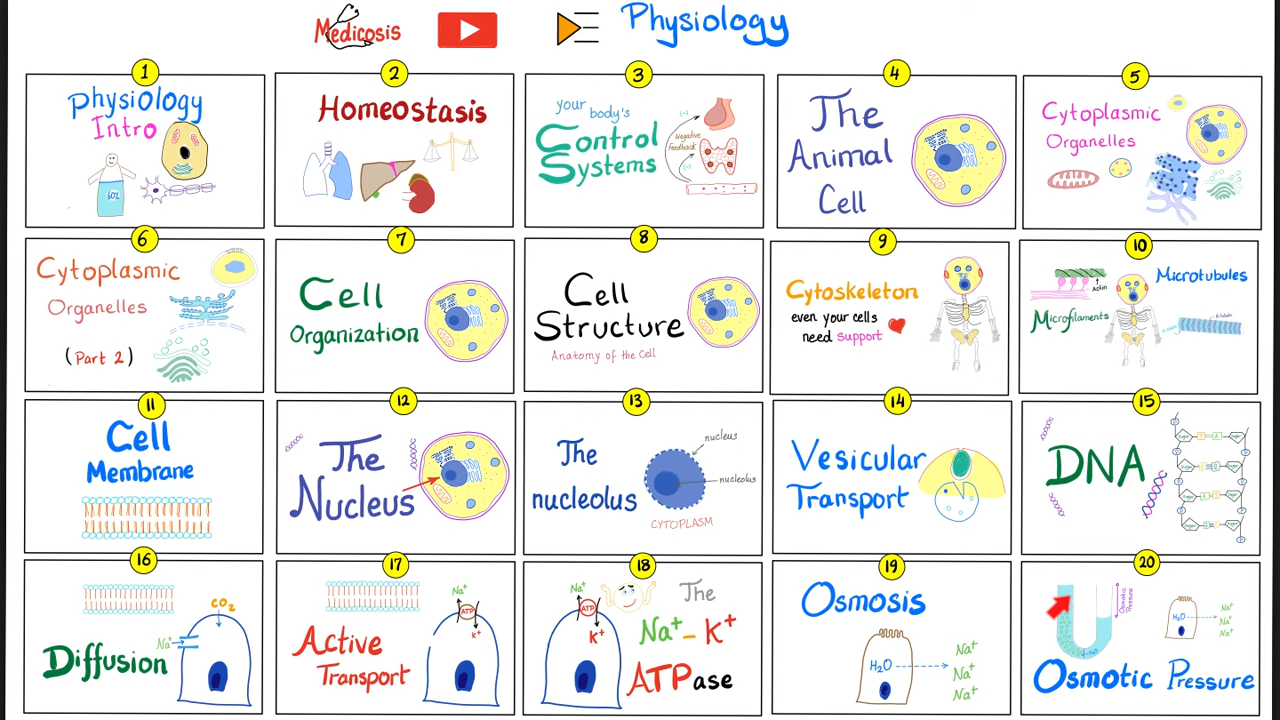 Medicosis
Physiology
1
Physiology
Intro
60%
2
Homeostasis
3
your body's
Control
Systems
Negative
Feedback
(-)
(-)
4
The
Animal
Cell
5
Cytoplasmic
Organelles
6
Cytoplasmic
Organelles
(Part 2)
7
Cell
Organization
8
Cell
Structure
Anatomy of the Cell
9
Cytoskeleton
even your cells
need support
10
Microtubules
Actin
Microfilaments
11
Cell
Membrane
12
The
Nucleus
13
The
nucleolus
nucleus
nucleolus
CYTOPLASM
14
Vesicular
Transport
15
DNA
16
CO₂
Na⁺
Diffusion
17
Na⁺
ATP
K⁺
Active
Transport
18
Na⁺
ATP
K⁺
The
Na⁺-K⁺
ATPase
19
Osmosis
H₂O
Na⁺
Na⁺
Na⁺
20
Osmotic
Pressure
H₂O
Na⁺
Na⁺
Na⁺
Osmotic Pressure